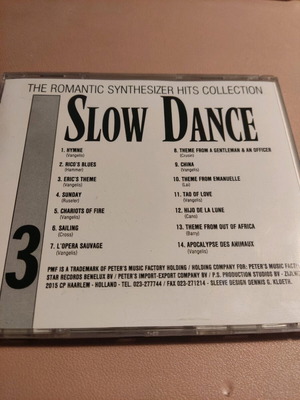 THE ROMANTIC SYNTHESIZER HITS COLLECTION
SLOW DANCE
1. HYMNE
(Vangelis)
2. RICO'S BLUES
(Hammer)
3. ERIC'S THEME
(Vangelis)
4. SUNDAY
(Russler)
5. CHARIOTS OF FIRE
(Vangelis)
6. SAILING
(Cross)
7. L'OPERA SAUVAGE
(Vangelis)
8. THEME FROM A GENTLEMAN & AN OFFICER
9. CHINA
(Vangelis)
10. THEME FROM EMANUELLE
(Lai)
11. TAO OF LOVE
(Vangelis)
12. HIJO DE LA LUNE
(Cano)
13. THEME FROM OUT OF AFRICA
(Barry)
14. APOCALYPSE DES ANIMAUX
(Vangelis)
3
PMF IS A TRADEMARK OF PETER'S MUSIC FACTORY HOLDING / HOLDING COMPANY FOR: PETER'S MUSIC FACT
STAR RECORDS BENELUX BV / PETER'S IMPORT-EXPORT COMPANY BV / P.S. PRODUCTION STUDIOS BV.
2015 CP HAARLEM - HOLLAND - TEL. 023-277744 / FAX 023-271214 - SLEEVE DESIGN DENNIS G. KLOETH.